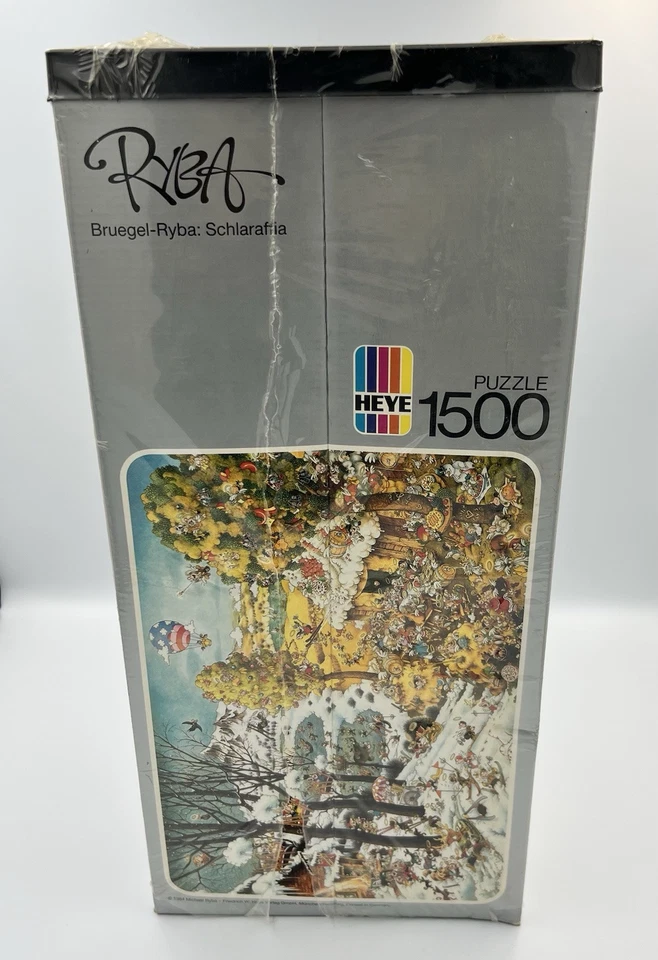 RYBA
Bruegel-Ryba: Schlaraffia
HEYE
PUZZLE
1500